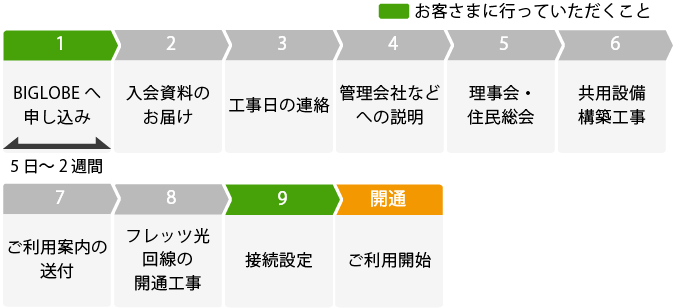 お客さまに行っていただくこと
1
2
3
4
5
6
BIGLOBE へ
申し込み
入会資料の
お届け
工事日の連絡
管理会社など
への説明
理事会・
住民総会
共用設備
構築工事
5日～2週間
7
8
9
開通
ご利用案内の
送付
フレッツ光
回線の
開通工事
接続設定
ご利用開始